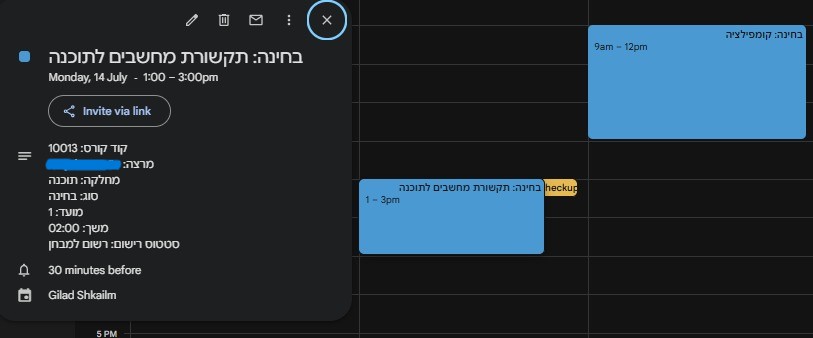 בחינה: תקשורת מחשבים לתוכנה
Monday, 14 July - 1:00 – 3:00pm
Invite via link
קוד קורס: 10013
מרצה:
מחלקה: תוכנה
סוג: בחינה
מועד: 1
משך: 02:00
סטטוס רישום: רשום למבחן
30 minutes before
Gilad Shkailm
בחינה: קומפילציה
9am – 12pm
בחינה: תקשורת מחשבים לתוכנה
1 – 3pm
heckup
5 PM